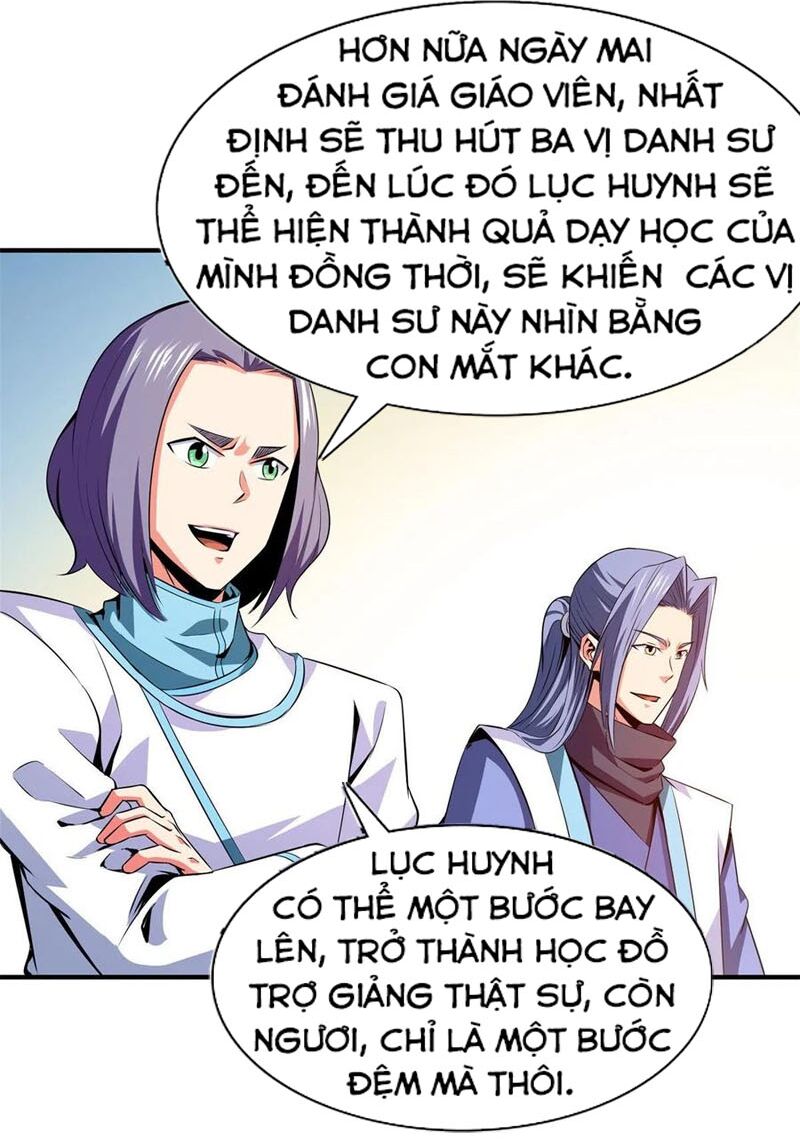 HƠN NỮA NGÀY MAI
ĐÁNH GIÁ GIÁO VIÊN, NHẤT
ĐỊNH SẼ THU HÚT BA VỊ DANH SƯ
ĐẾN, ĐẾN LÚC ĐÓ LỤC HUYNH SẼ
THỂ HIỆN THÀNH QUẢ DẠY HỌC CỦA
MÌNH ĐỒNG THỜI, SẼ KHIẾN CÁC VỊ
DANH SƯ NÀY NHÌN BẰNG
CON MẮT KHÁC.
LỤC HUYNH
CÓ THỂ MỘT BƯỚC BAY
LÊN, TRỞ THÀNH HỌC ĐỒ
TRỢ GIẢNG THẬT SỰ, CÒN
NGƯƠI, CHỈ LÀ MỘT BƯỚC
ĐỆM MÀ THÔI.